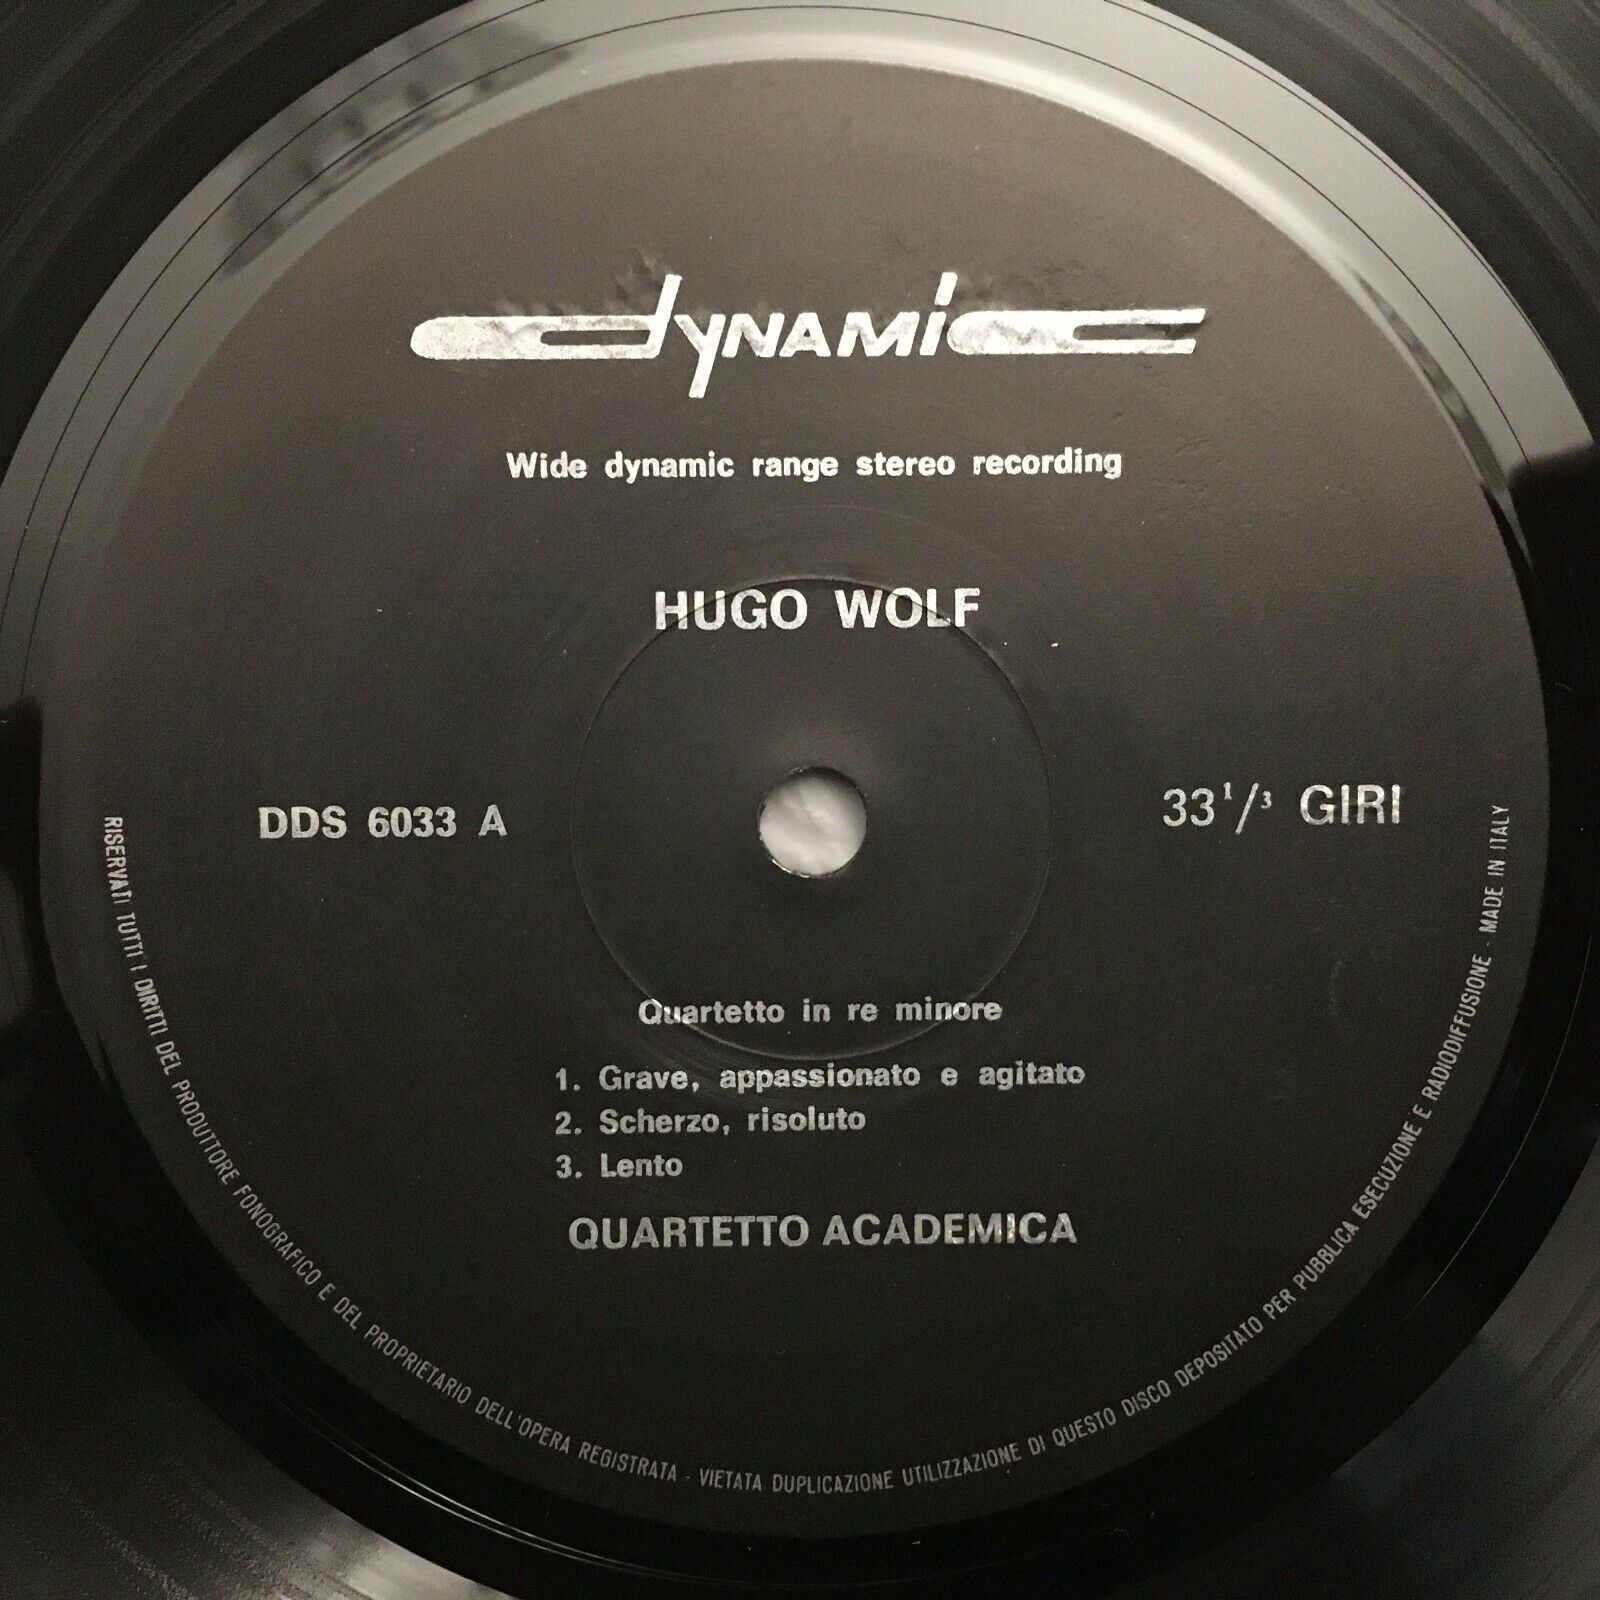 dynamic
Wide dynamic range stereo recording
HUGO WOLF
DDS 6033 A
33 1/3 GIRI
Quartetto in re minore
1. Grave, appassionato e agitato
2. Scherzo, risoluto
3. Lento
QUARTETTO ACADEMICA
RISERVATI TUTTI I DIRITTI DEL PRODUTTORE FONOGRAFICO E DEL PROPRIETARIO DELL'OPERA REGISTRATA - VIETATA DUPLICAZIONE UTILIZZAZIONE DI QUESTO DISCO DEPOSITATO PER PUBBLICA ESECUZIONE E RADIODIFFUSIONE - MADE IN ITALY